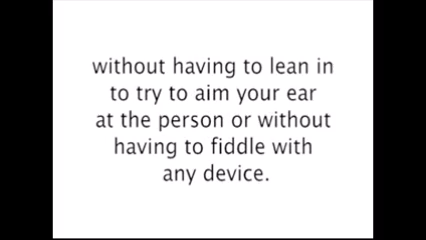 without having to lean in
to try to aim your ear
at the person or without
having to fiddle with
any device.